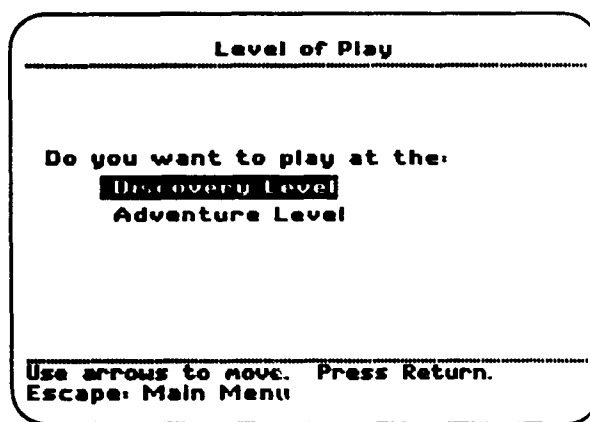 Level of Play
Do you want to play at the:
Discovery Level
Adventure Level
Use arrows to move. Press Return.
Escape: Main Menu